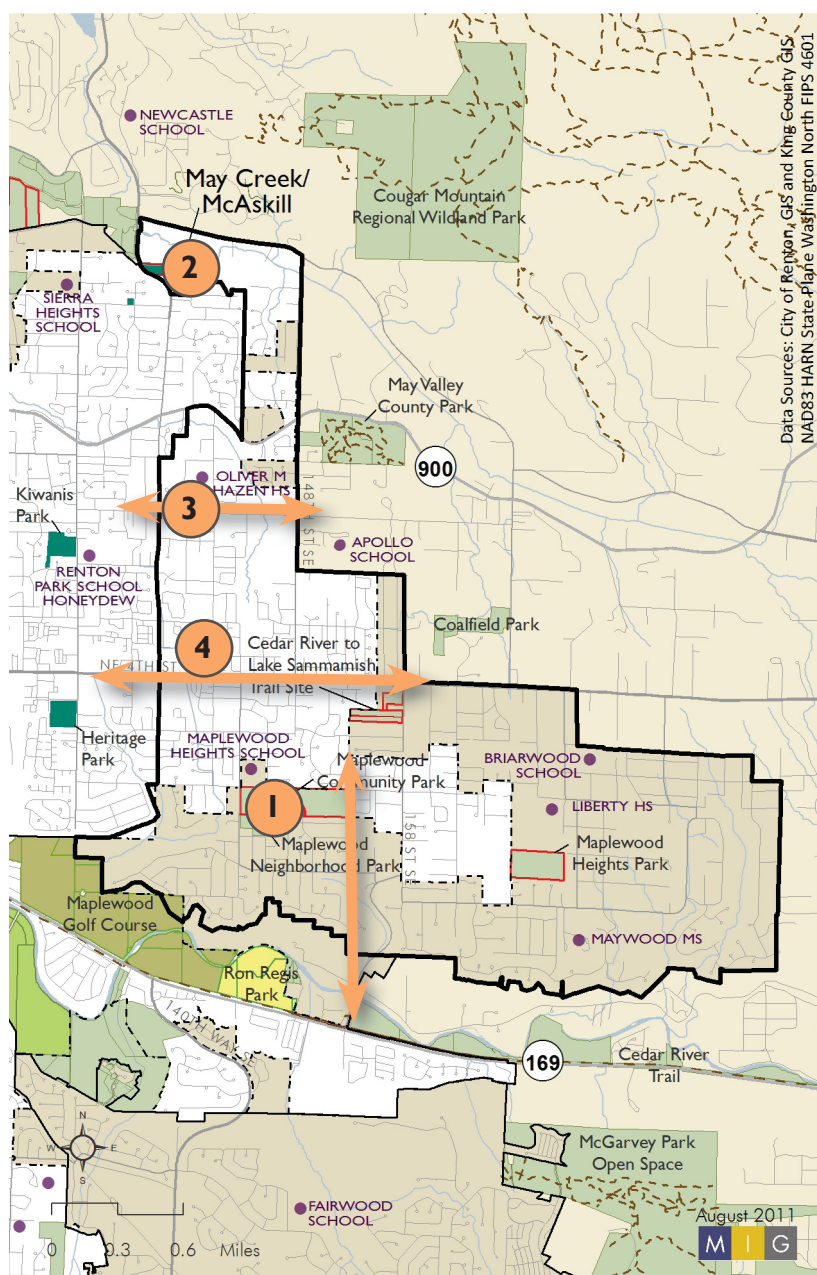 NEWCASTLE
SCHOOL
May Creek/
McAskill
2
Cougar Mountain
Regional Wildland Park
Data Sources: City of Renton, GIS and King County GIS
NAD83 HARN State Plane Washington North FIPS 4601
SIERRA
HEIGHTS
SCHOOL
May Valley
County Park
900
OLIVER M
HAZEN HS
148TH ST SE
3
Kiwanis
Park
APOLLO
SCHOOL
RENTON
PARK SCHOOL
HONEYDEW
Coalfield Park
4
NE 4TH ST
Cedar River to
Lake Sammamish
Trail Site
Heritage
Park
MAPLEWOOD
HEIGHTS SCHOOL
Maplewood
Community Park
BRIARWOOD
SCHOOL
1
LIBERTY HS
158 ST SE
Maplewood
Neighborhood Park
Maplewood
Heights Park
Maplewood
Golf Course
MAYWOOD MS
Ron Regis
Park
140TH WAY SE
169
Cedar River
Trail
N
W
E
S
McGarvey Park
Open Space
FAIRWOOD
SCHOOL
August 2011
0 0.3 0.6 Miles
M I G